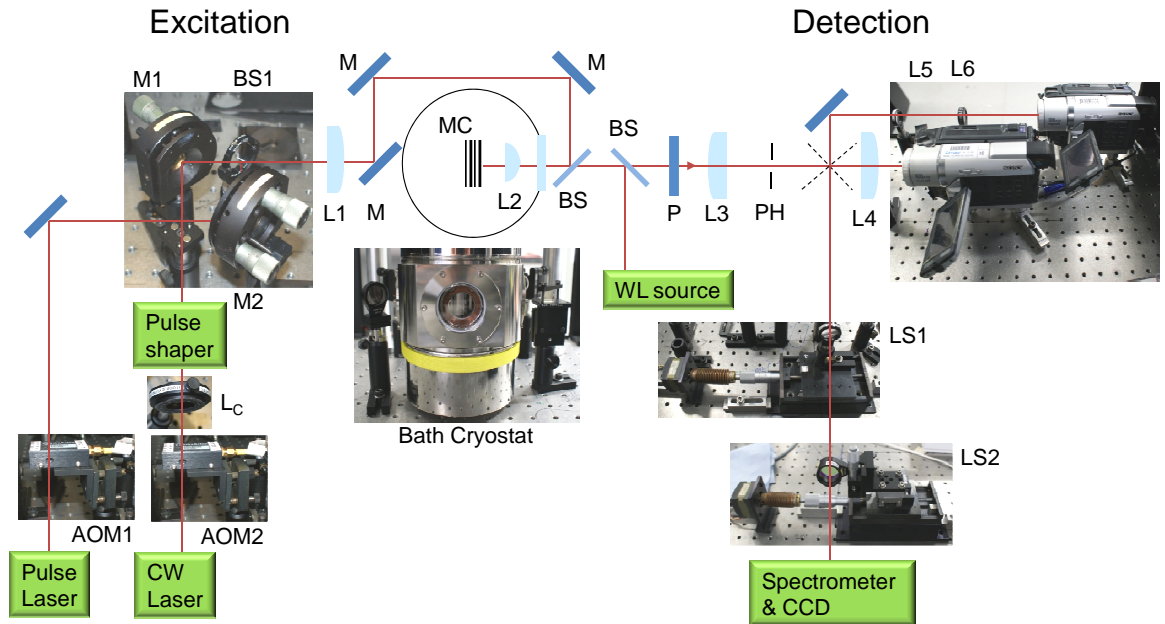 Excitation
Detection
M1
BS1
M
M
L5
L6
MC
BS
L1
M
L2
BS
P
L3
PH
L4
M2
WL source
Pulse
shaper
LS1
L_C
Bath Cryostat
LS2
AOM1
AOM2
Pulse
Laser
CW
Laser
Spectrometer
& CCD